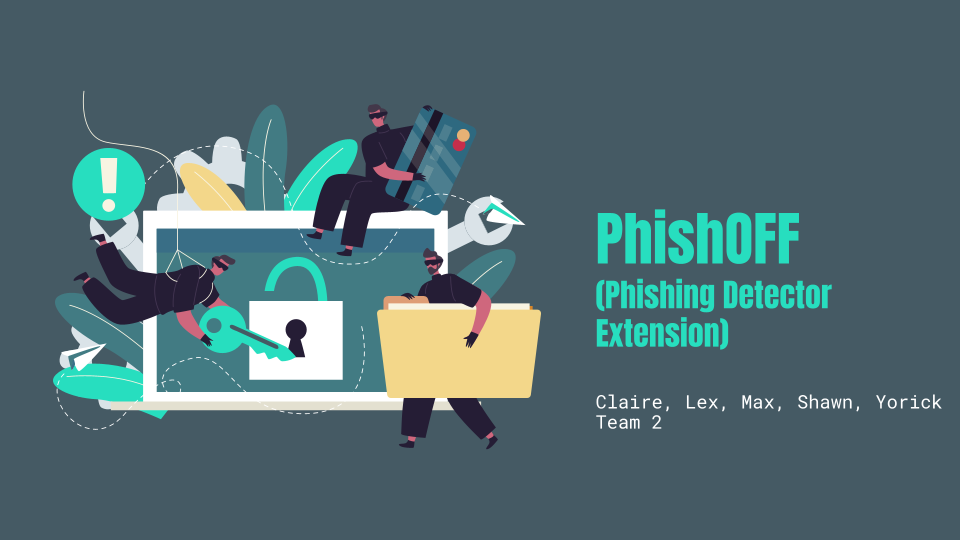 PhishOFF
(Phishing Detector
Extension)
Claire, Lex, Max, Shawn, Yorick
Team 2